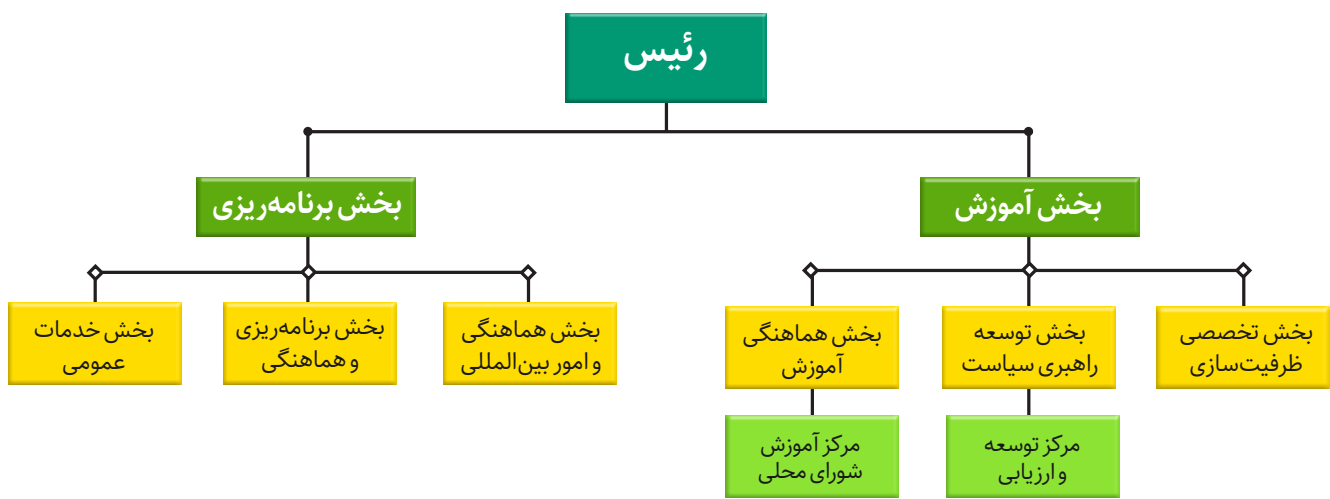 رئیس
بخش آموزش
بخش برنامه‌ریزی
بخش تخصصی
ظرفیت‌سازی
بخش توسعه
راهبری سیاست
بخش هماهنگی
آموزش
بخش هماهنگی
و امور بین‌المللی
بخش برنامه‌ریزی
و هماهنگی
بخش خدمات
عمومی
مرکز توسعه
و ارزیابی
مرکز آموزش
شورای محلی